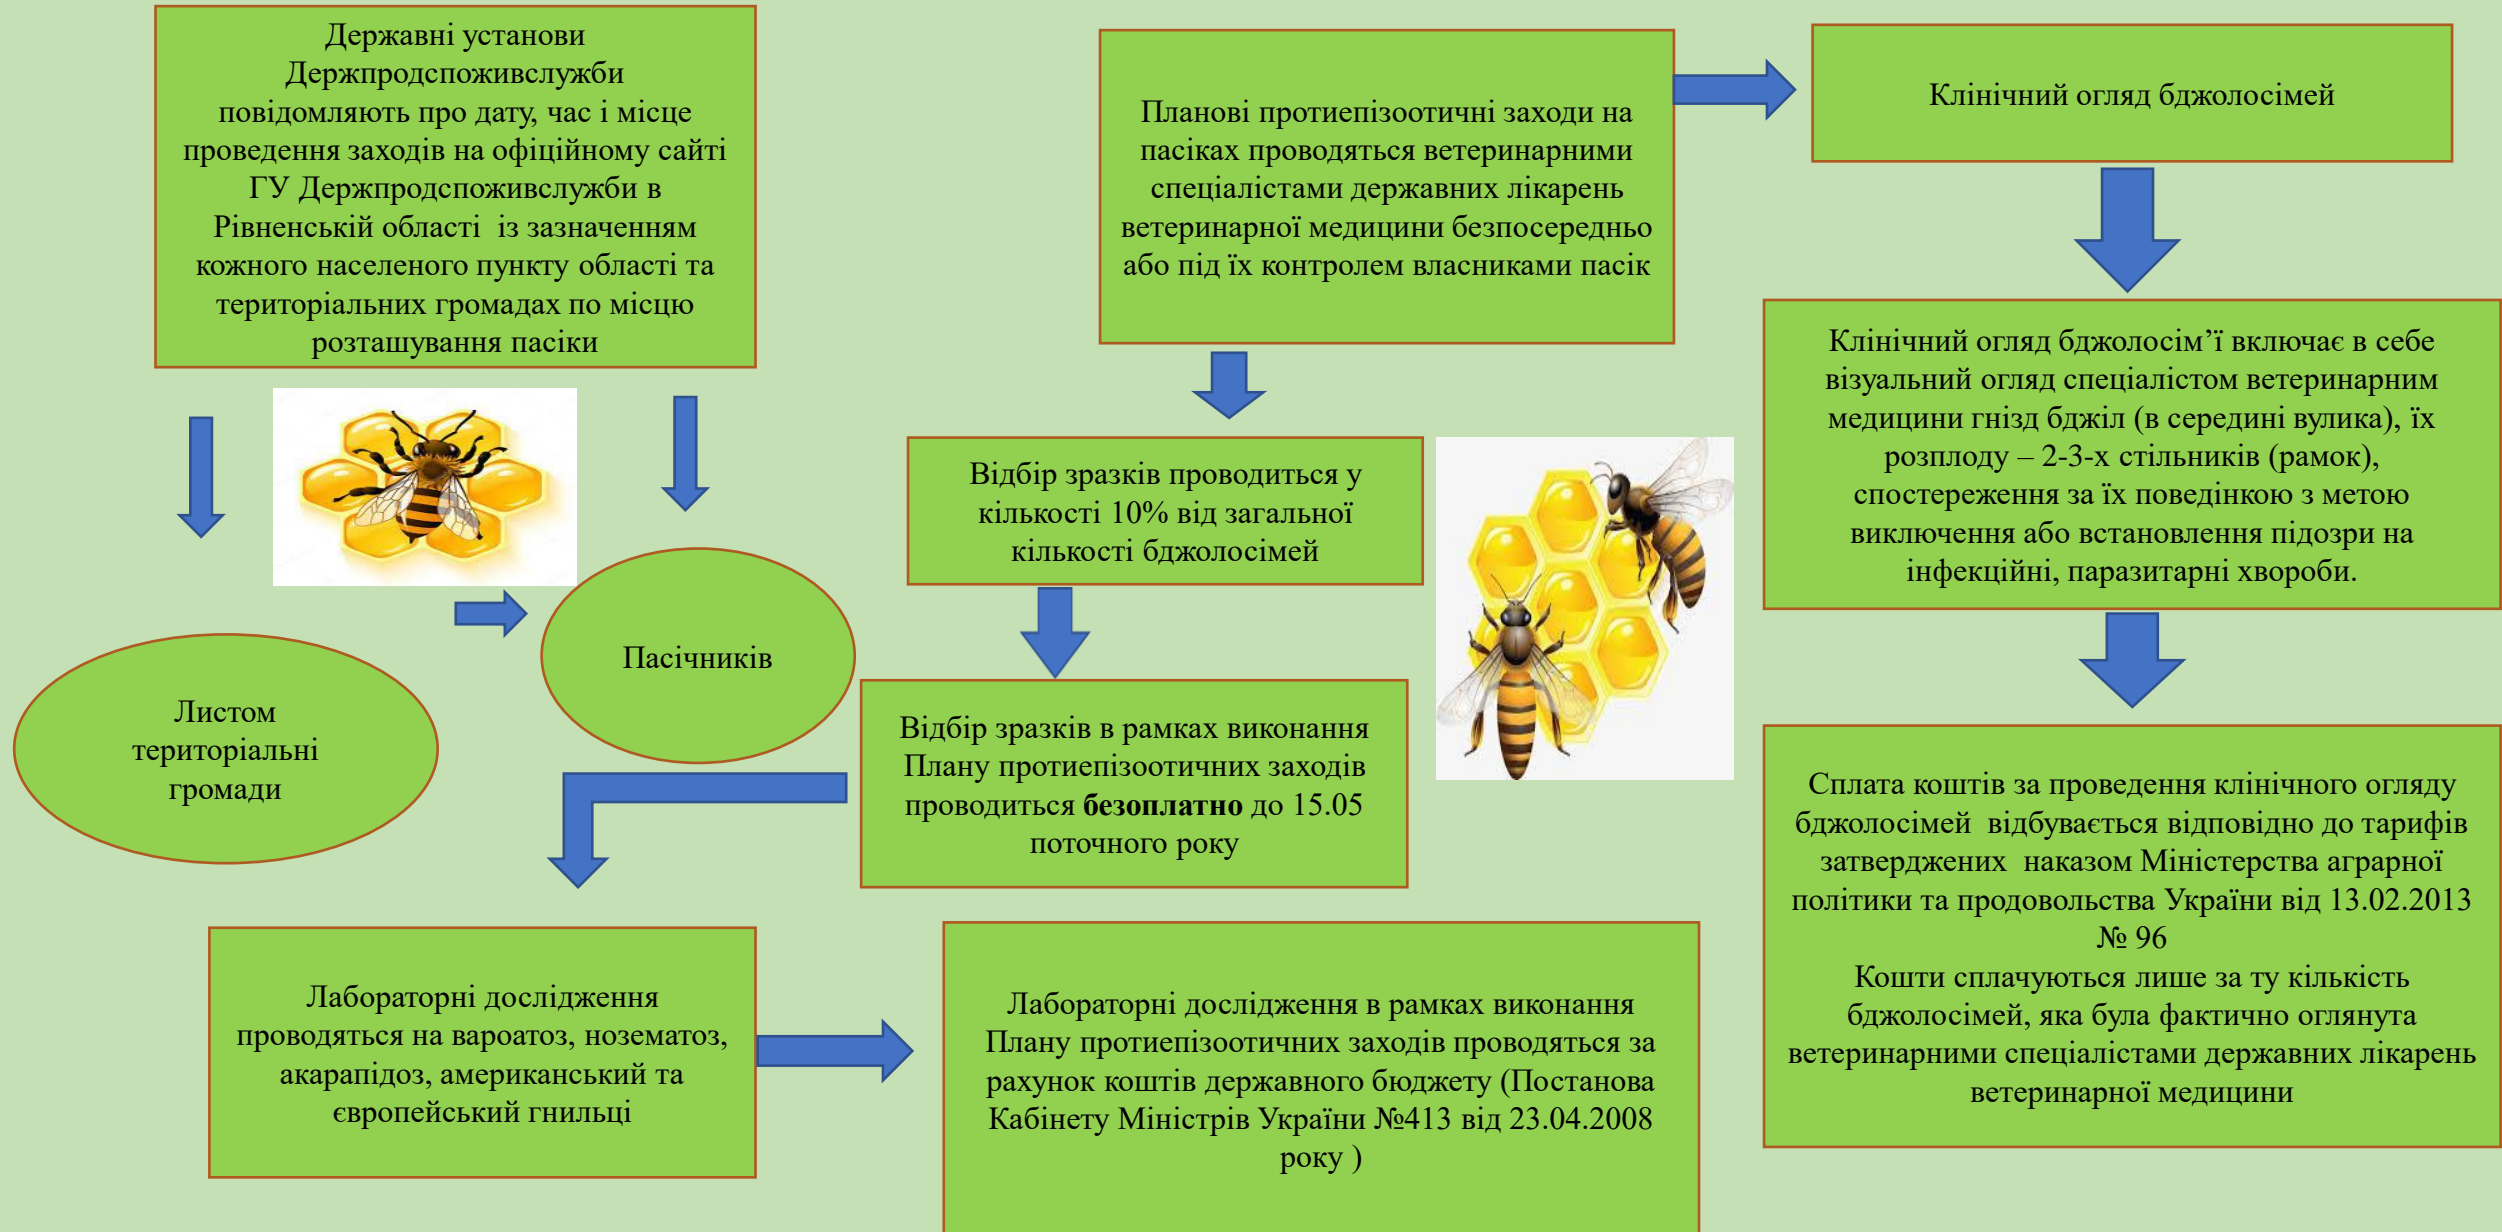 Державні установи
Держпродспоживслужби
повідомляють про дату, час і місце
проведення заходів на офіційному сайті
ГУ Держпродспоживслужби в
Рівненській області  із зазначенням
кожного населеного пункту області та
територіальних громадах по місцю
розташування пасіки
Листом
територіальні
громади
Пасічників
Планові протиепізоотичні заходи на
пасіках проводяться ветеринарними
спеціалістами державних лікарень
ветеринарної медицини безпосередньо
або під їх контролем власниками пасік
Відбір зразків проводиться у
кількості 10% від загальної
кількості бджолосімей
Відбір зразків в рамках виконання
Плану протиепізоотичних заходів
проводиться безоплатно до 15.05
поточного року
Лабораторні дослідження
проводяться на вароатоз, нозематоз,
акарапідоз, американський та
європейський гнильці
Лабораторні дослідження в рамках виконання
Плану протиепізоотичних заходів проводяться за
рахунок коштів державного бюджету (Постанова
Кабінету Міністрів України №413 від 23.04.2008
року )
Клінічний огляд бджолосімей
Клінічний огляд бджолосім’ї включає в себе
візуальний огляд спеціалістом ветеринарним
медицини гнізд бджіл (в середині вулика), їх
розплоду – 2-3-х стільників (рамок),
спостереження за їх поведінкою з метою
виключення або встановлення підозри на
інфекційні, паразитарні хвороби.
Сплата коштів за проведення клінічного огляду
бджолосімей  відбувається відповідно до тарифів
затверджених  наказом Міністерства аграрної
політики та продовольства України від 13.02.2013
№ 96
Кошти сплачуються лише за ту кількість
бджолосімей, яка була фактично оглянута
ветеринарними спеціалістами державних лікарень
ветеринарної медицини